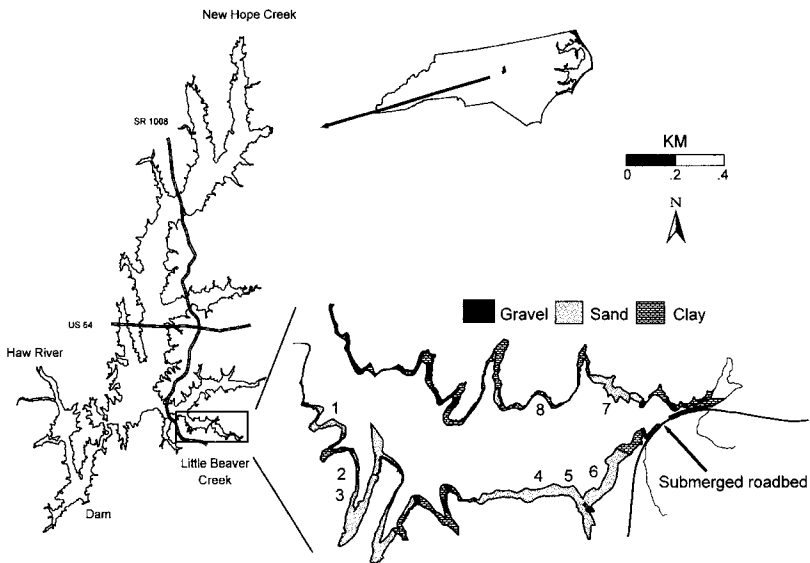 New Hope Creek
SR 1008
KM
0 .2 .4
N
US 64
Gravel Sand Clay
Haw River
1
8
7
Little Beaver
Creek
2
3
4
5
6
Submerged roadbed
Dam